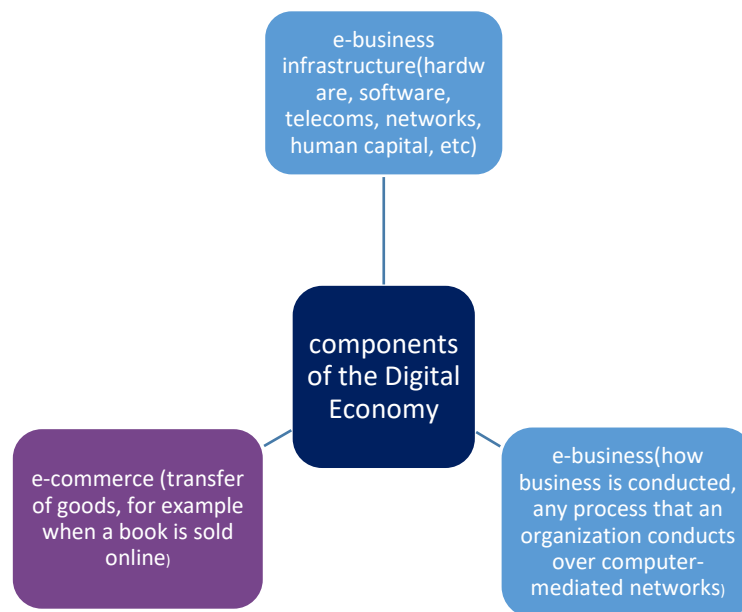 e-business
infrastructure(hardw
are, software,
telecoms, networks,
human capital, etc)
components
of the Digital
Economy
e-commerce (transfer
of goods, for example
when a book is sold
online)
e-business(how
business is conducted,
any process that an
organization conducts
over computer-
mediated networks)